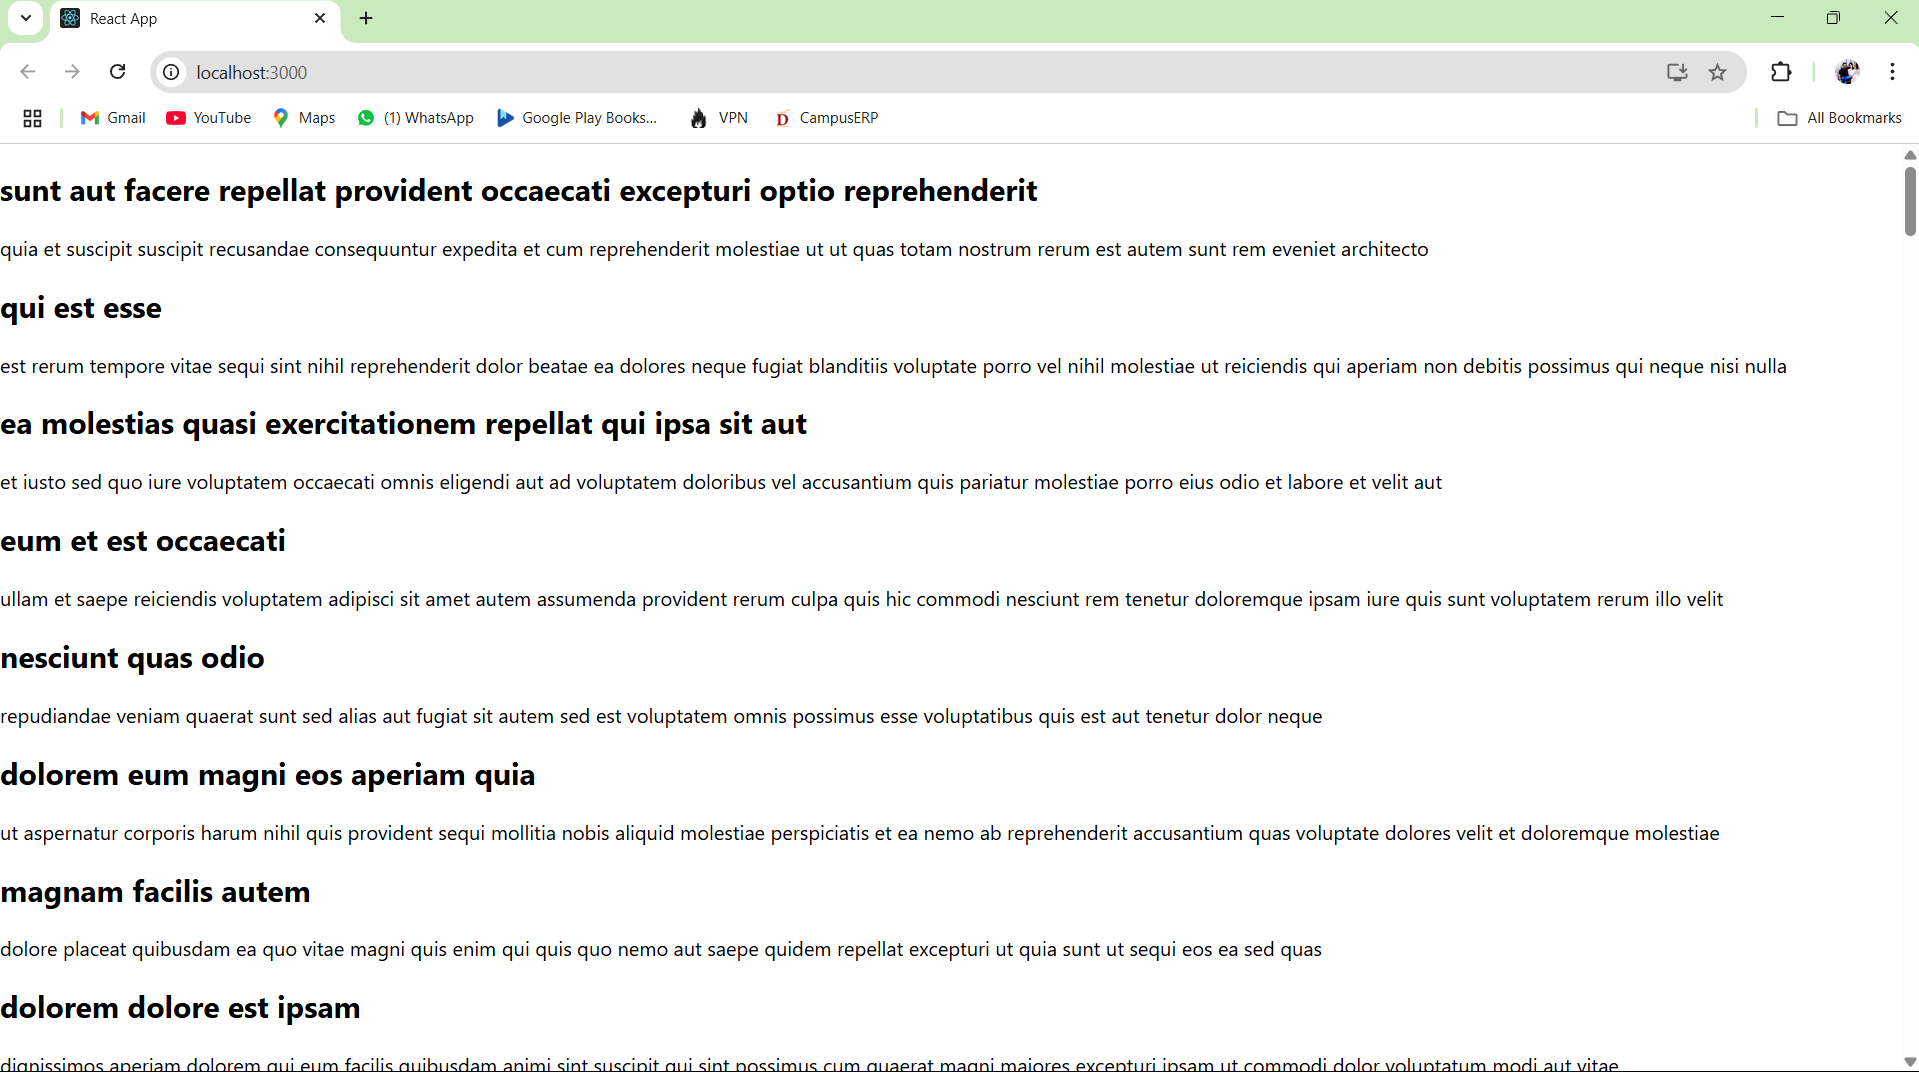 React App
localhost:3000
Gmail YouTube Maps (1) WhatsApp Google Play Books... VPN CampusERP All Bookmarks
sunt aut facere repellat provident occaecati excepturi optio reprehenderit
quia et suscipit suscipit recusandae consequuntur expedita et cum reprehenderit molestiae ut ut quas totam nostrum rerum est autem sunt rem eveniet architecto
qui est esse
est rerum tempore vitae sequi sint nihil reprehenderit dolor beatae ea dolores neque fugiat blanditiis voluptate porro vel nihil molestiae ut reiciendis qui aperiam non debitis possimus qui neque nisi nulla
ea molestias quasi exercitationem repellat qui ipsa sit aut
et iusto sed quo iure voluptatem occaecati omnis eligendi aut ad voluptatem doloribus vel accusantium quis pariatur molestiae porro eius odio et labore et velit aut
eum et est occaecati
ullam et saepe reiciendis voluptatem adipisci sit amet autem assumenda provident rerum culpa quis hic commodi nesciunt rem tenetur doloremque ipsam iure quis sunt voluptatem rerum illo velit
nesciunt quas odio
repudiandae veniam quaerat sunt sed alias aut fugiat sit autem sed est voluptatem omnis possimus esse voluptatibus quis est aut tenetur dolor neque
dolorem eum magni eos aperiam quia
ut aspernatur corporis harum nihil quis provident sequi mollitia nobis aliquid molestiae perspiciatis et ea nemo ab reprehenderit accusantium quas voluptate dolores velit et doloremque molestiae
magnam facilis autem
dolore placeat quibusdam ea quo vitae magni quis enim qui quis quo nemo aut saepe quidem repellat excepturi ut quia sunt ut sequi eos ea sed quas
dolorem dolore est ipsam
dignissimos aperiam dolorem qui eum facilis quibusdam animi sint suscipit qui sint possimus cum quaerat magni maiores excepturi ipsam ut commodi dolor voluptatum modi aut vitae